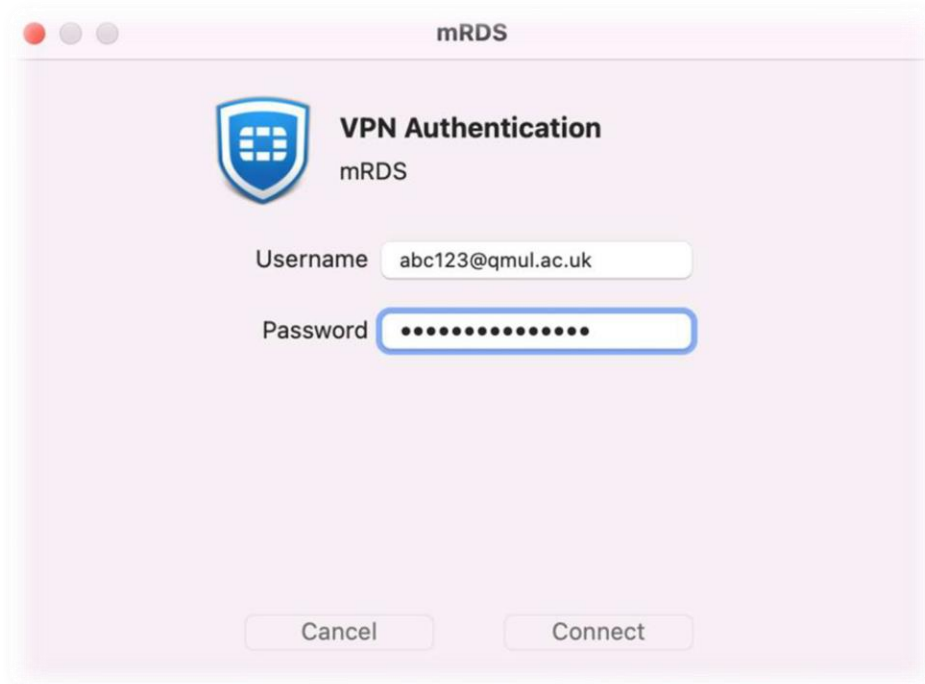 mRDS
VPN Authentication
mRDS
Username abc123@qmul.ac.uk
Password •••••••••••••••
Cancel Connect